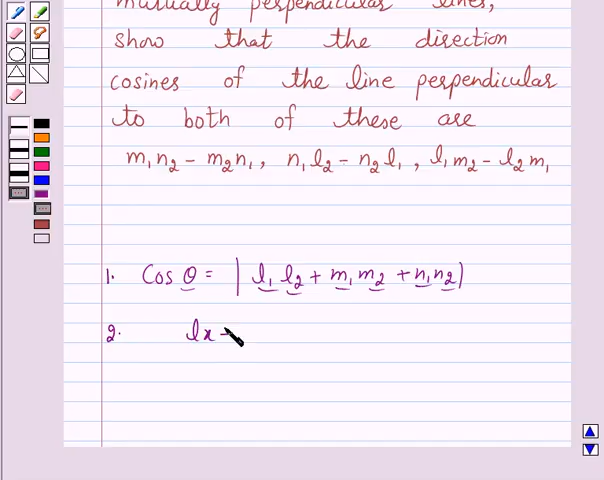 mutually perpendicular lines,
show that the direction
cosines of the line perpendicular
to both of these are
m₁n₂ - m₂n₁, n₁l₂ - n₂l₁, l₁m₂ - l₂m₁
1. Cos θ = |l₁l₂ + m₁m₂ + n₁n₂|
2. lx -